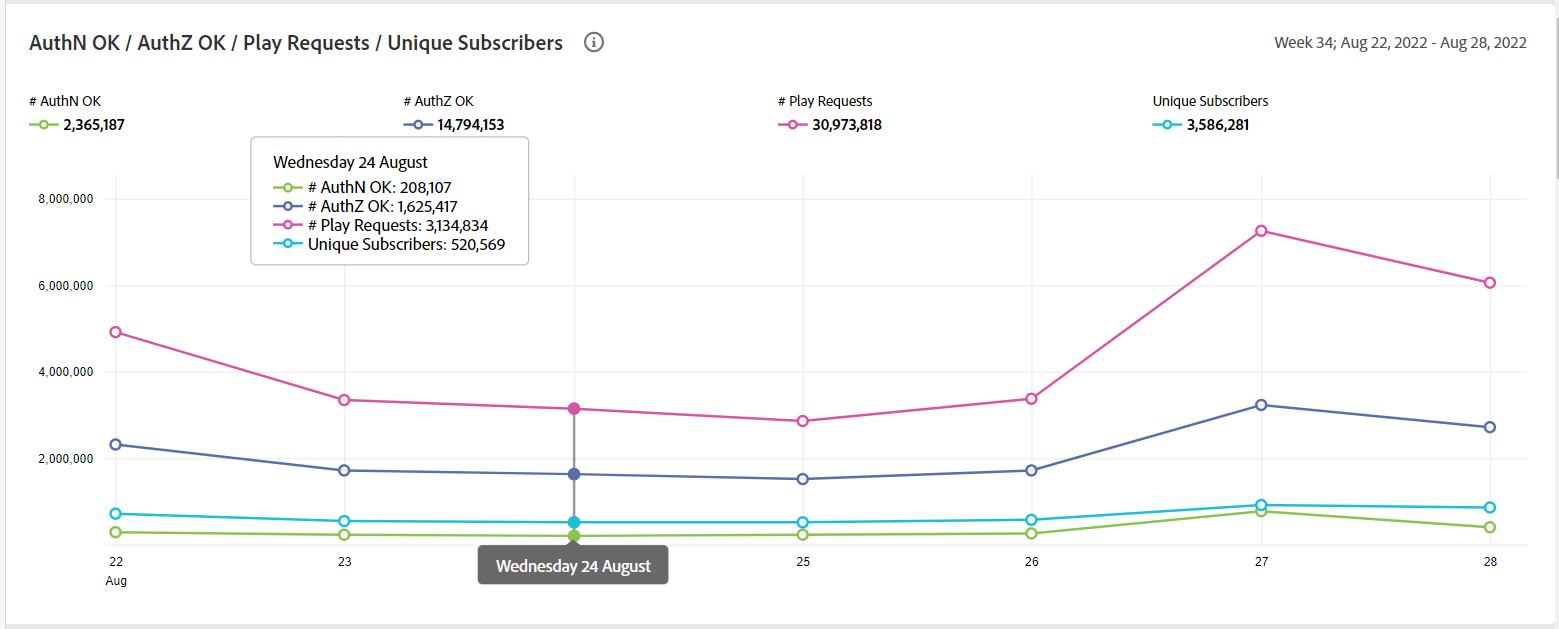 AuthN OK / AuthZ OK / Play Requests / Unique Subscribers
Week 34; Aug 22, 2022 - Aug 28, 2022
# AuthN OK
2,365,187
# AuthZ OK
14,794,153
# Play Requests
30,973,818
Unique Subscribers
3,586,281
Wednesday 24 August
# AuthN OK: 208,107
# AuthZ OK: 1,625,417
# Play Requests: 3,134,834
Unique Subscribers: 520,569
8,000,000
6,000,000
4,000,000
2,000,000
22
Aug
23
Wednesday 24 August
25
26
27
28